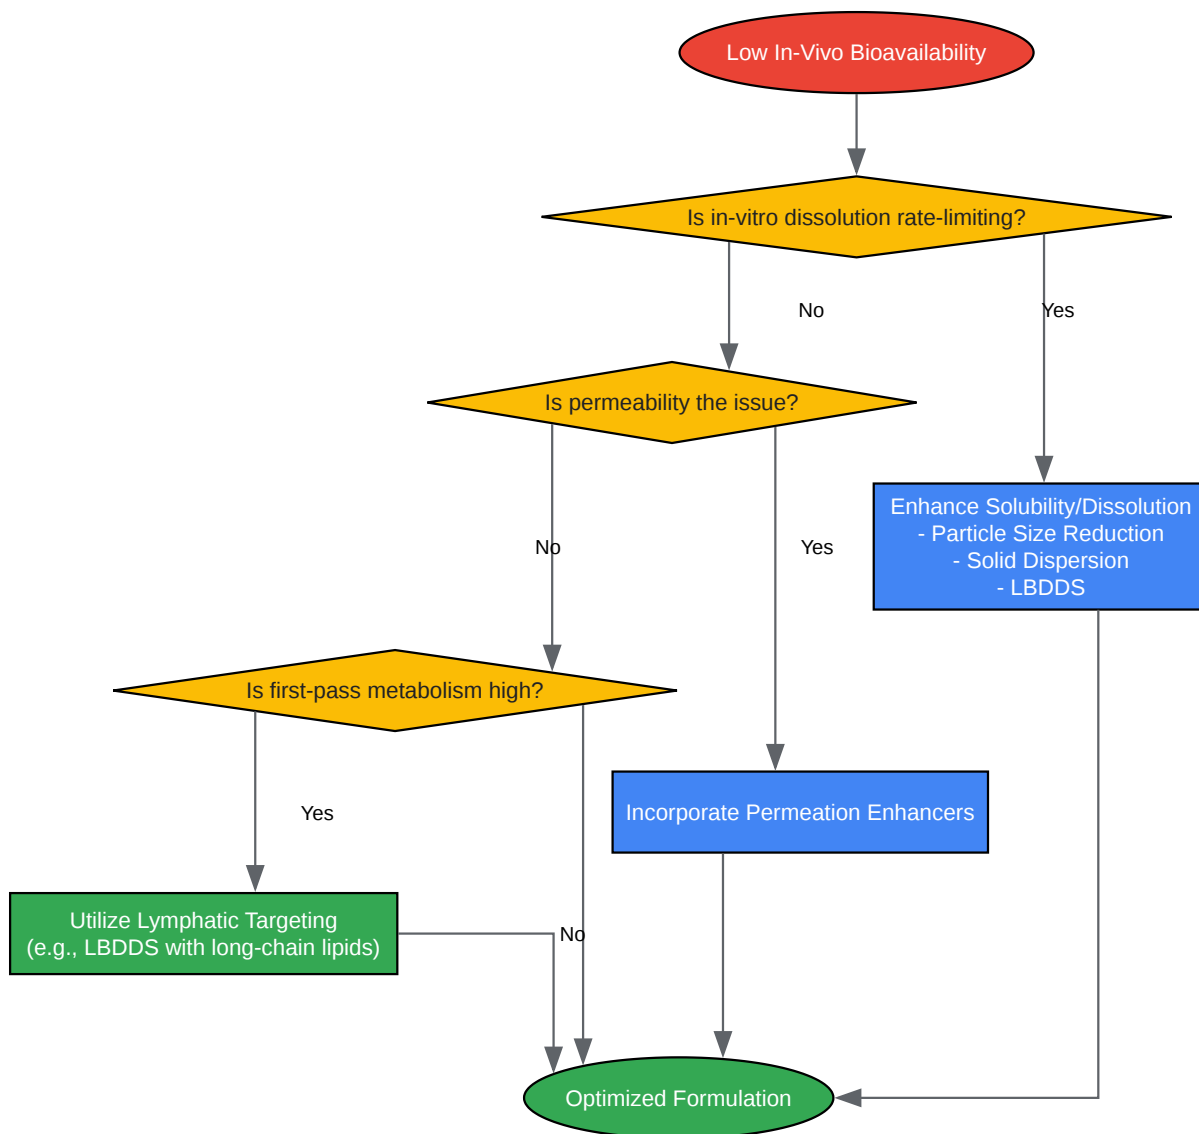 Low In-Vivo Bioavailability
Is in-vitro dissolution rate-limiting?
No
Yes
Is permeability the issue?
Enhance Solubility/Dissolution
- Particle Size Reduction
- Solid Dispersion
- LBDDS
No
Yes
Is first-pass metabolism high?
Yes
Incorporate Permeation Enhancers
Utilize Lymphatic Targeting
(e.g., LBDDS with long-chain lipids)
No
Optimized Formulation